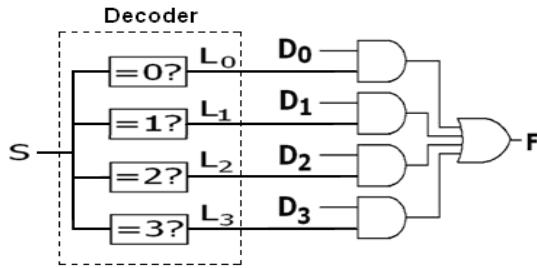 Decoder
=0? L0 D0
=1? L1 D1
S F
=2? L2 D2
=3? L3 D3